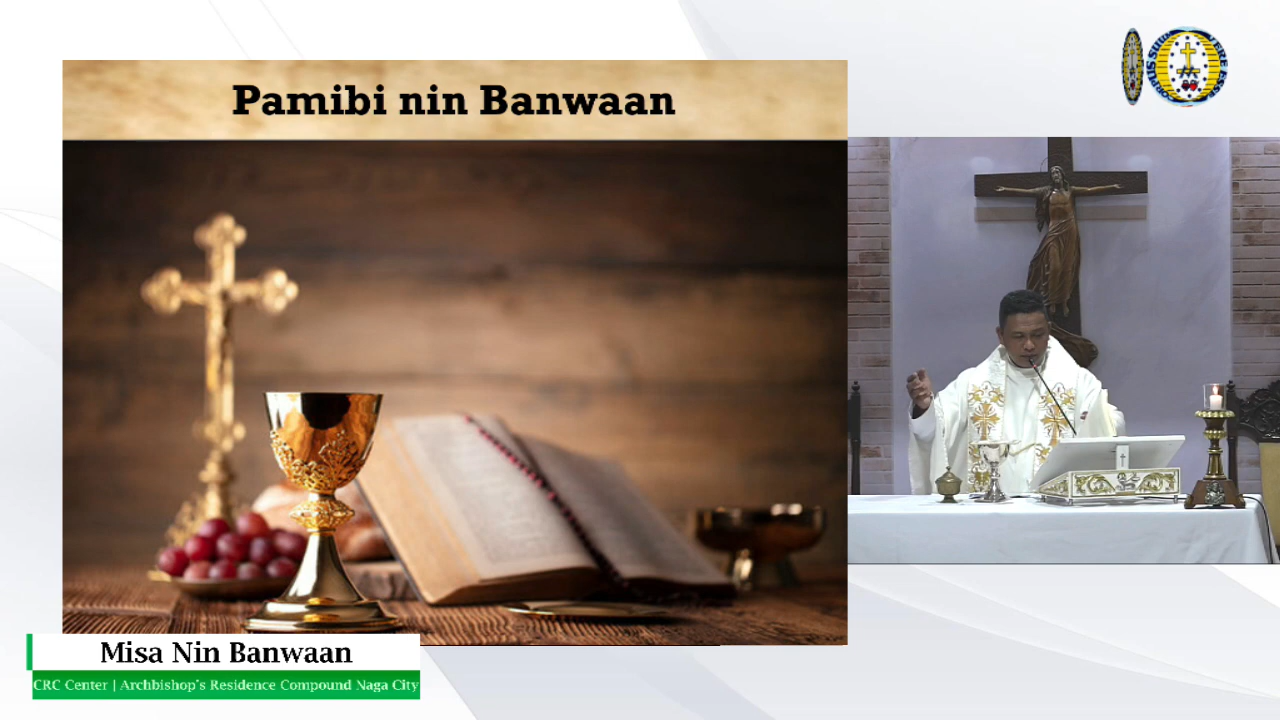 Pamibi nin Banwaan
Misa Nin Banwaan
CRC Center | Archbishop's Residence Compound Naga City